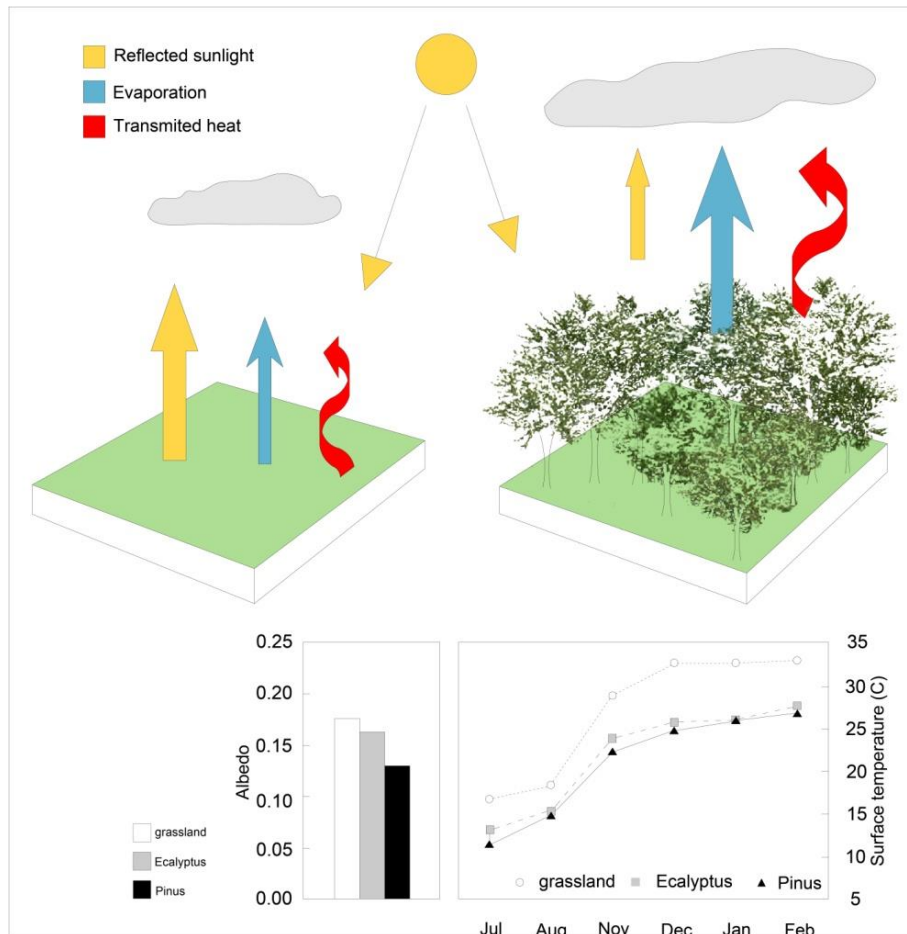 Reflected sunlight
Evaporation
Transmited heat
0.25
0.20
0.15
0.10
0.05
0.00
Albedo
grassland
Ecalyptus
Pinus
35
30
25
20
15
10
5
Surface temperature (C)
grassland Ecalyptus Pinus
Jul Aug Nov Dec Jan Feb